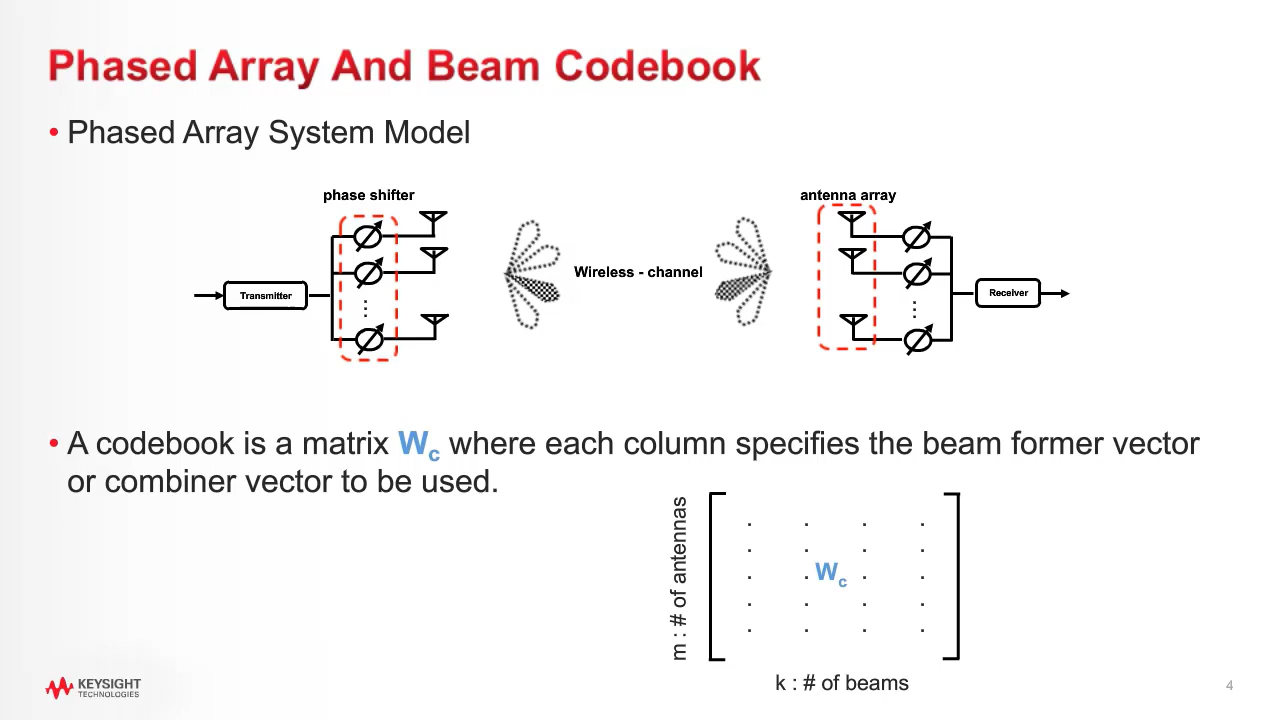 Phased Array And Beam Codebook
• Phased Array System Model
phase shifter
antenna array
Wireless - channel
Transmitter
Receiver
• A codebook is a matrix Wc where each column specifies the beam former vector
or combiner vector to be used.
m : # of antennas
Wc
k : # of beams
KEYSIGHT
TECHNOLOGIES
4